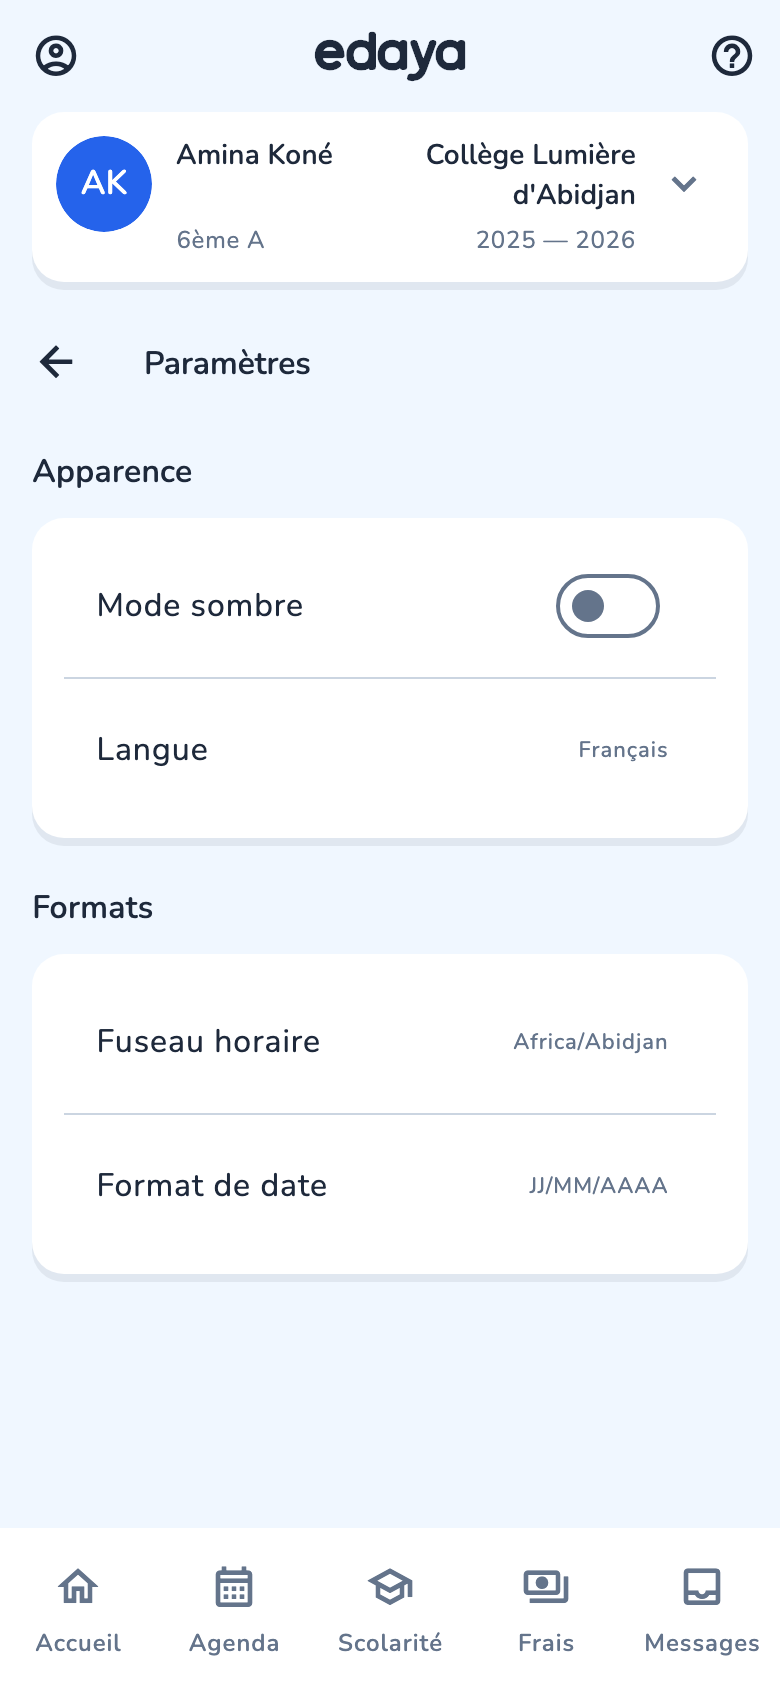 edaya
AK
Amina Koné
Collège Lumière
d'Abidjan
6ème A
2025 — 2026
Paramètres
Apparence
Mode sombre
Langue
Français
Formats
Fuseau horaire
Africa/Abidjan
Format de date
JJ/MM/AAAA
Accueil
Agenda
Scolarité
Frais
Messages